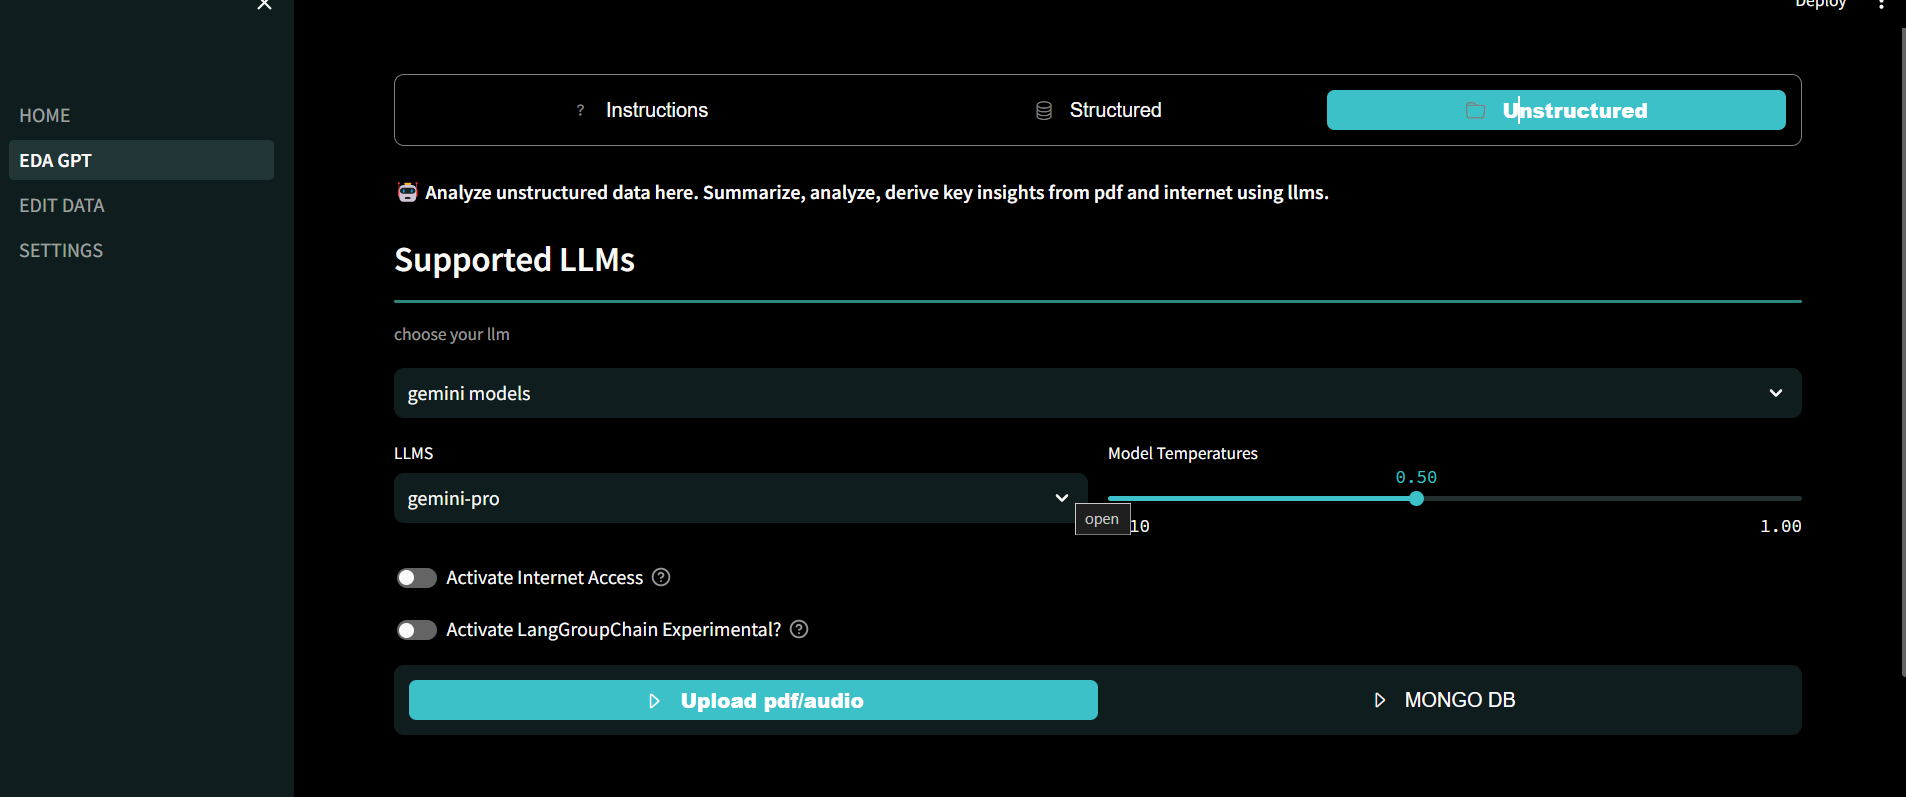 Deploy
HOME
EDA GPT
EDIT DATA
SETTINGS
? Instructions
Structured
Unstructured
Analyze unstructured data here. Summarize, analyze, derive key insights from pdf and internet using llms.
Supported LLMs
choose your llm
gemini models
LLMS
gemini-pro
open
Model Temperatures
0.50
10
1.00
Activate Internet Access ?
Activate LangGroupChain Experimental? ?
Upload pdf/audio
MONGO DB